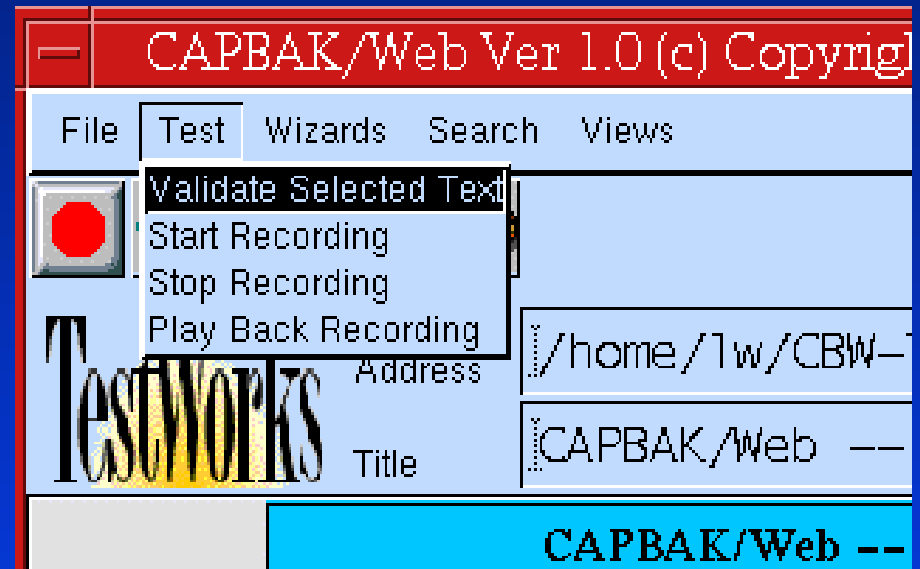 CAPBAK/Web Ver 1.0 (c) Copyrig
File Test Wizards Search Views
Validate Selected Text
Start Recording
Stop Recording
Play Back Recording
TestWorks
Address /home/lw/CBW-
Title CAPBAK/Web --
CAPBAK/Web --